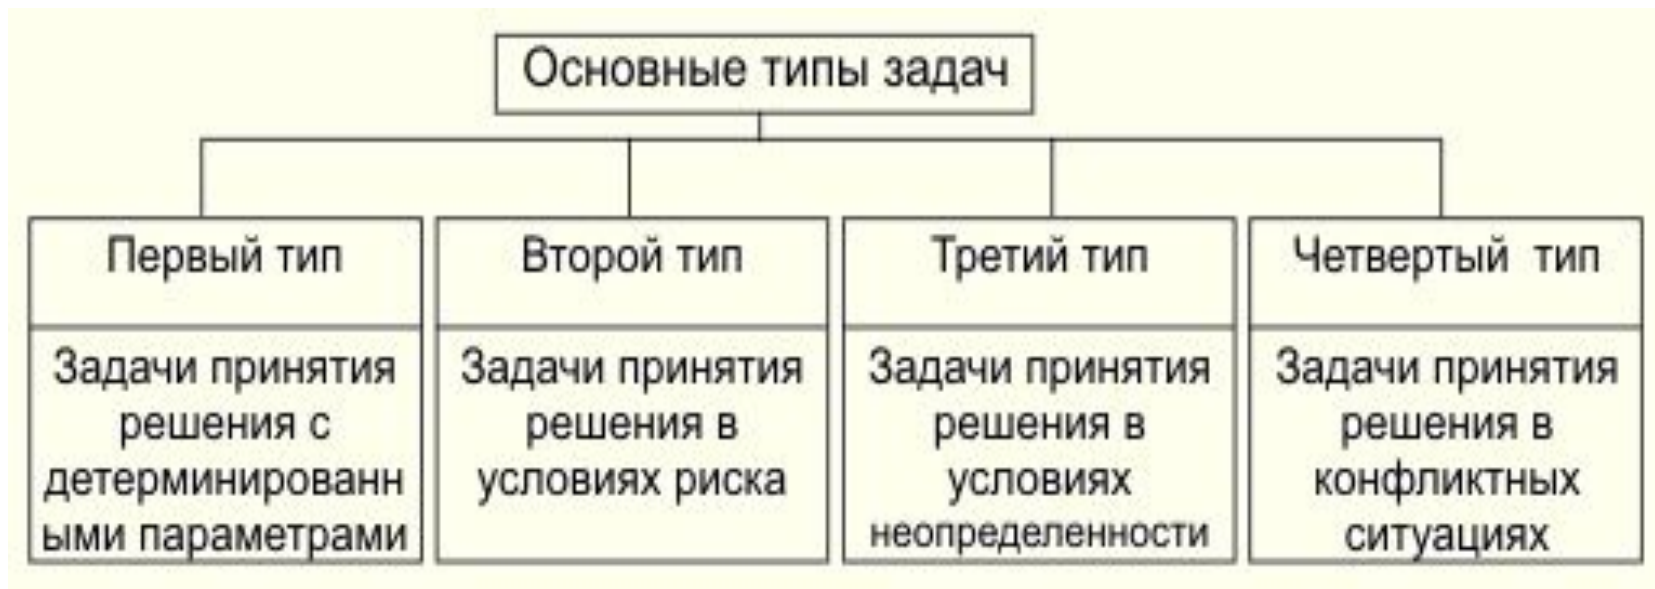 Основные типы задач
Первый тип
Задачи принятия
решения с
детерминированн
ыми параметрами
Второй тип
Задачи принятия
решения в
условиях риска
Третий тип
Задачи принятия
решения в
условиях
неопределенности
Четвертый тип
Задачи принятия
решения в
конфликтных
ситуациях